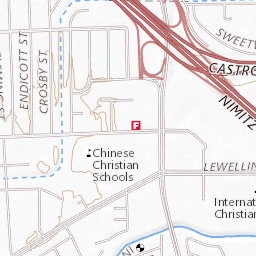 SWEETW
CASTRO
NIMITZ
ENDICOTT ST.
CROSBY ST.
F
Chinese
Christian
Schools
LEWELLIN
Internat
Christian